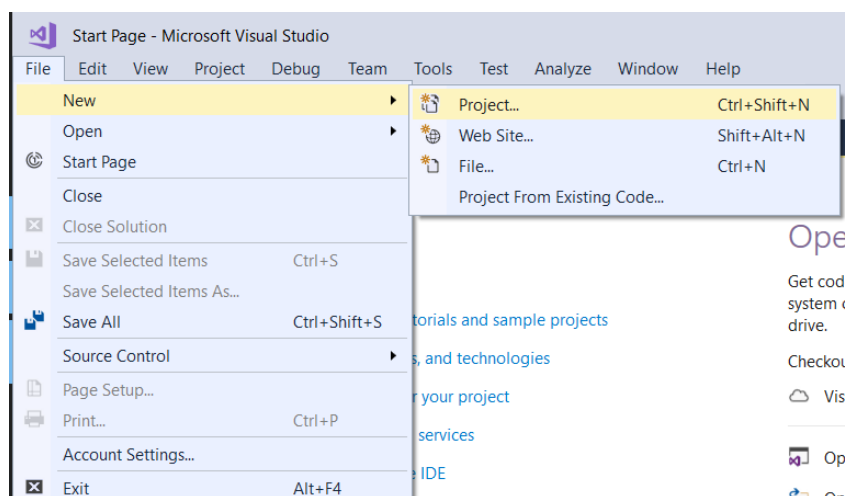 Start Page - Microsoft Visual Studio
File Edit View Project Debug Team Tools Test Analyze Window Help
New
Open
Start Page
Close
Close Solution
Save Selected Items Ctrl+S
Save Selected Items As...
Save All Ctrl+Shift+S
Source Control
Page Setup...
Print... Ctrl+P
Account Settings...
Exit Alt+F4
Project... Ctrl+Shift+N
Web Site... Shift+Alt+N
File... Ctrl+N
Project From Existing Code...
torials and sample projects
s, and technologies
r your project
services
IDE
Ope
Get cod
system
drive.
Checkou
Vis
Op